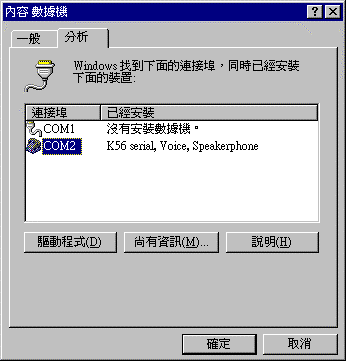 內容 數據機
一般 分析
Windows 找到下面的連接埠，同時已經安裝
下面的裝置:
連接埠 已經安裝
COM1 沒有安裝數據機。
COM2 K56 serial, Voice, Speakerphone
驅動程式(D) 尚有資訊(M)... 說明(H)
確定 取消